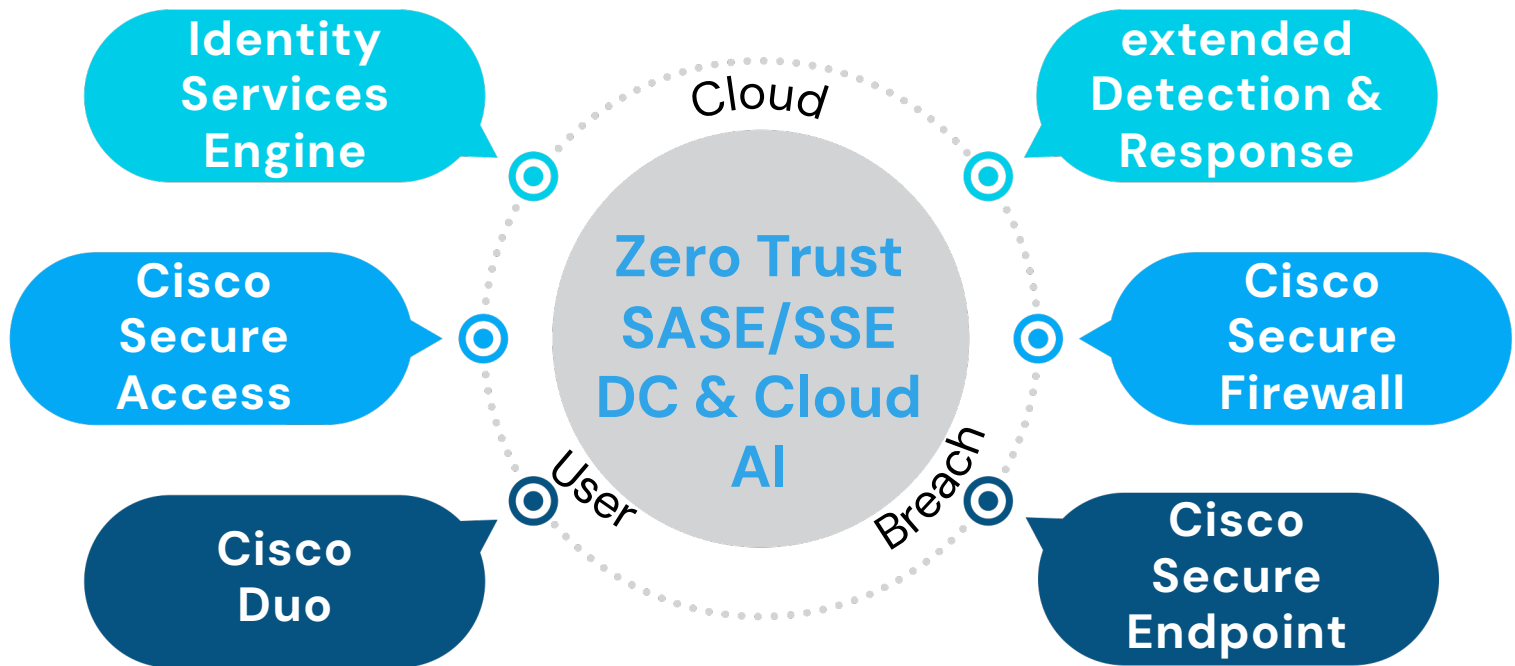 Identity
Services
Engine
extended
Detection &
Response
Cloud
Cisco
Secure
Access
Zero Trust
SASE/SSE
DC & Cloud
AI
Cisco
Secure
Firewall
User
Breach
Cisco
Duo
Cisco
Secure
Endpoint